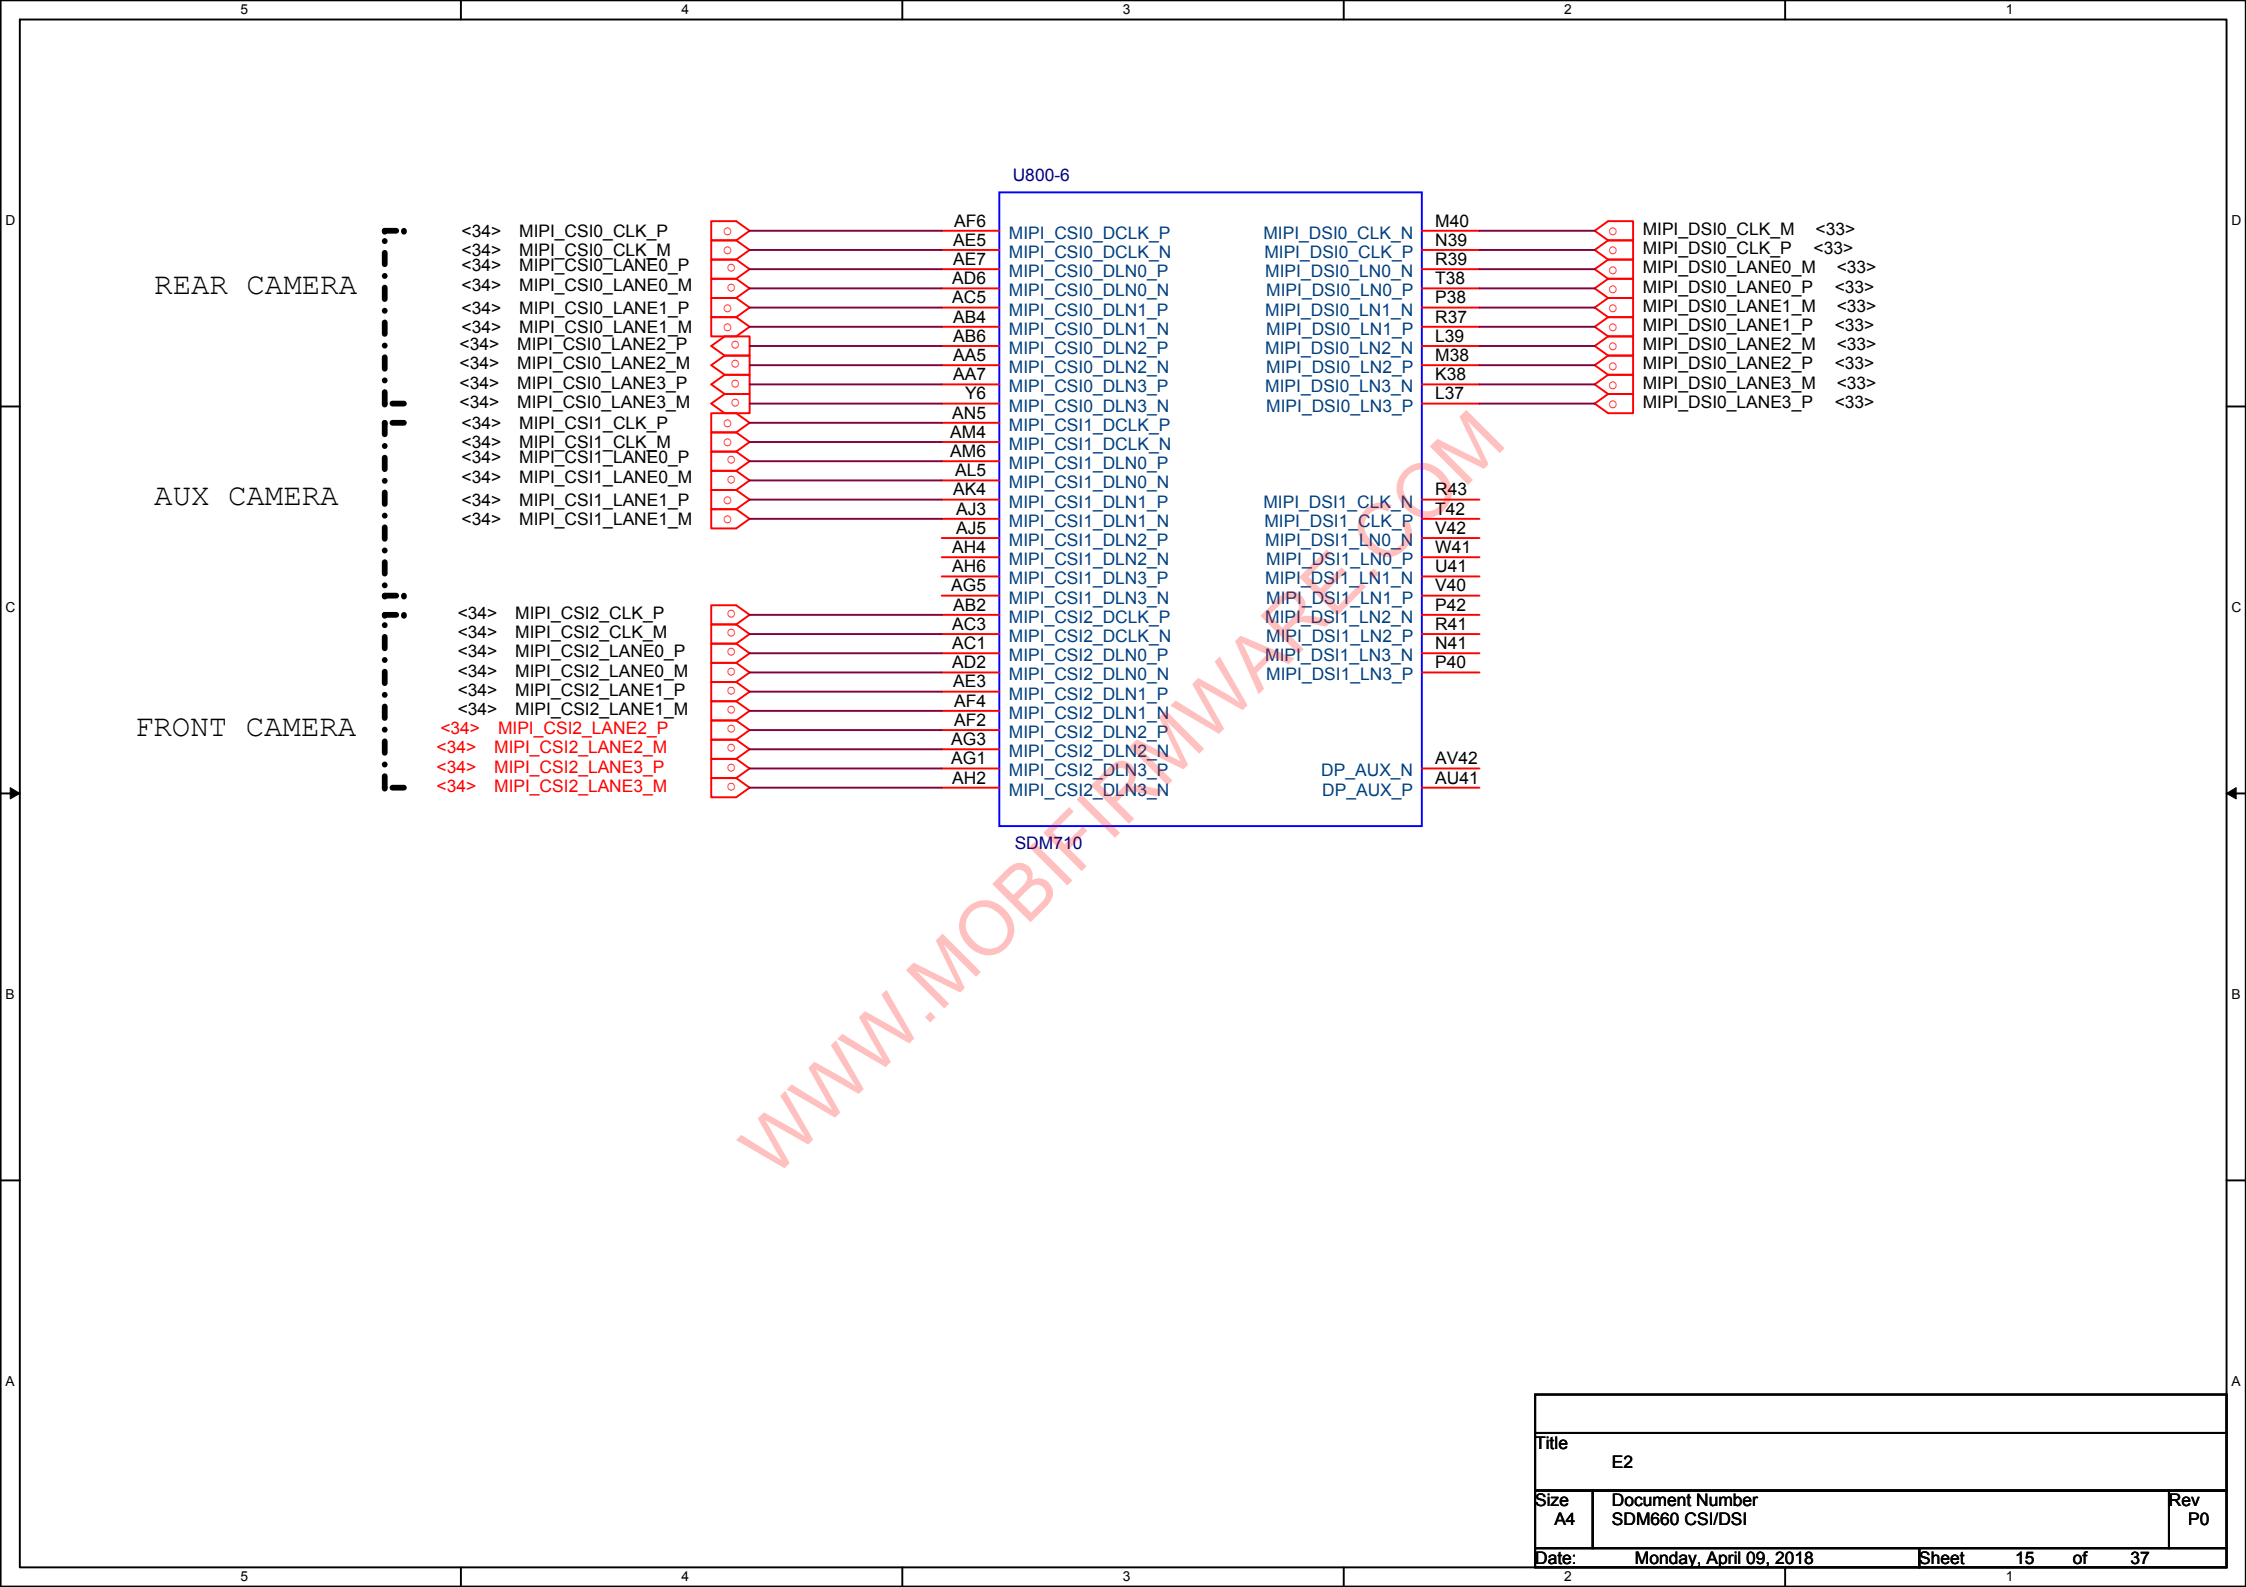 5 4 3 2 1
U800-6
D D
REAR CAMERA
<34> MIPI_CSI0_CLK_P AF6 MIPI_CSI0_DCLK_P MIPI_DSI0_CLK_N M40 MIPI_DSI0_CLK_M <33>
<34> MIPI_CSI0_CLK_M AE5 MIPI_CSI0_DCLK_N MIPI_DSI0_CLK_P N39 MIPI_DSI0_CLK_P <33>
<34> MIPI_CSI0_LANE0_P AE7 MIPI_CSI0_DLN0_P MIPI_DSI0_LN0_N R39 MIPI_DSI0_LANE0_M <33>
<34> MIPI_CSI0_LANE0_M AD6 MIPI_CSI0_DLN0_N MIPI_DSI0_LN0_P T38 MIPI_DSI0_LANE0_P <33>
<34> MIPI_CSI0_LANE1_P AC5 MIPI_CSI0_DLN1_P MIPI_DSI0_LN1_N P38 MIPI_DSI0_LANE1_M <33>
<34> MIPI_CSI0_LANE1_M AB4 MIPI_CSI0_DLN1_N MIPI_DSI0_LN1_P R37 MIPI_DSI0_LANE1_P <33>
<34> MIPI_CSI0_LANE2_P AB6 MIPI_CSI0_DLN2_P MIPI_DSI0_LN2_N L39 MIPI_DSI0_LANE2_M <33>
<34> MIPI_CSI0_LANE2_M AA5 MIPI_CSI0_DLN2_N MIPI_DSI0_LN2_P M38 MIPI_DSI0_LANE2_P <33>
<34> MIPI_CSI0_LANE3_P AA7 MIPI_CSI0_DLN3_P MIPI_DSI0_LN3_N K38 MIPI_DSI0_LANE3_M <33>
<34> MIPI_CSI0_LANE3_M Y6 MIPI_CSI0_DLN3_N MIPI_DSI0_LN3_P L37 MIPI_DSI0_LANE3_P <33>
AUX CAMERA
<34> MIPI_CSI1_CLK_P AN5 MIPI_CSI1_DCLK_P
<34> MIPI_CSI1_CLK_M AM4 MIPI_CSI1_DCLK_N
<34> MIPI_CSI1_LANE0_P AM6 MIPI_CSI1_DLN0_P
<34> MIPI_CSI1_LANE0_M AL5 MIPI_CSI1_DLN0_N
<34> MIPI_CSI1_LANE1_P AK4 MIPI_CSI1_DLN1_P MIPI_DSI1_CLK_N R43
<34> MIPI_CSI1_LANE1_M AJ3 MIPI_CSI1_DLN1_N MIPI_DSI1_CLK_P T42
AJ5 MIPI_CSI1_DLN2_P MIPI_DSI1_LN0_N V42
AH4 MIPI_CSI1_DLN2_N MIPI_DSI1_LN0_P W41
AH6 MIPI_CSI1_DLN3_P MIPI_DSI1_LN1_N U41
AG5 MIPI_CSI1_DLN3_N MIPI_DSI1_LN1_P V40
C C
FRONT CAMERA
<34> MIPI_CSI2_CLK_P AB2 MIPI_CSI2_DCLK_P MIPI_DSI1_LN2_N P42
<34> MIPI_CSI2_CLK_M AC3 MIPI_CSI2_DCLK_N MIPI_DSI1_LN2_P R41
<34> MIPI_CSI2_LANE0_P AC1 MIPI_CSI2_DLN0_P MIPI_DSI1_LN3_N N41
<34> MIPI_CSI2_LANE0_M AD2 MIPI_CSI2_DLN0_N MIPI_DSI1_LN3_P P40
<34> MIPI_CSI2_LANE1_P AE3 MIPI_CSI2_DLN1_P
<34> MIPI_CSI2_LANE1_M AF4 MIPI_CSI2_DLN1_N
<34> MIPI_CSI2_LANE2_P AF2 MIPI_CSI2_DLN2_P
<34> MIPI_CSI2_LANE2_M AG3 MIPI_CSI2_DLN2_N
<34> MIPI_CSI2_LANE3_P AG1 MIPI_CSI2_DLN3_P DP_AUX_N AV42
<34> MIPI_CSI2_LANE3_M AH2 MIPI_CSI2_DLN3_N DP_AUX_P AU41
SDM710
WWW.MOBIFIRMWARE.COM
B B
A A
Title
E2
Size Document Number Rev
A4 SDM660 CSI/DSI P0
Date: Monday, April 09, 2018 Sheet 15 of 37
5 4 3 2 1